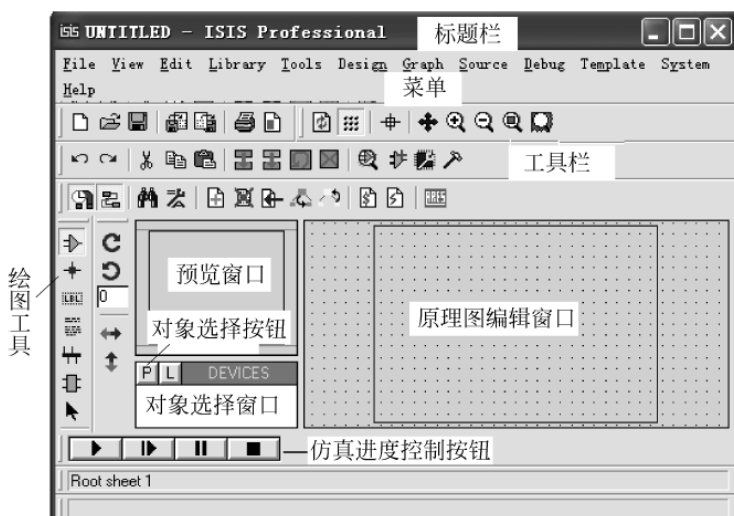 isis UNTITLED - ISIS Professional 标题栏
File View Edit Library Tools Design Graph Source Debug Template System
Help 菜单
工具栏
绘图工具
LBL
0
预览窗口
对象选择按钮
P L DEVICES
对象选择窗口
原理图编辑窗口
仿真进度控制按钮
Root sheet 1